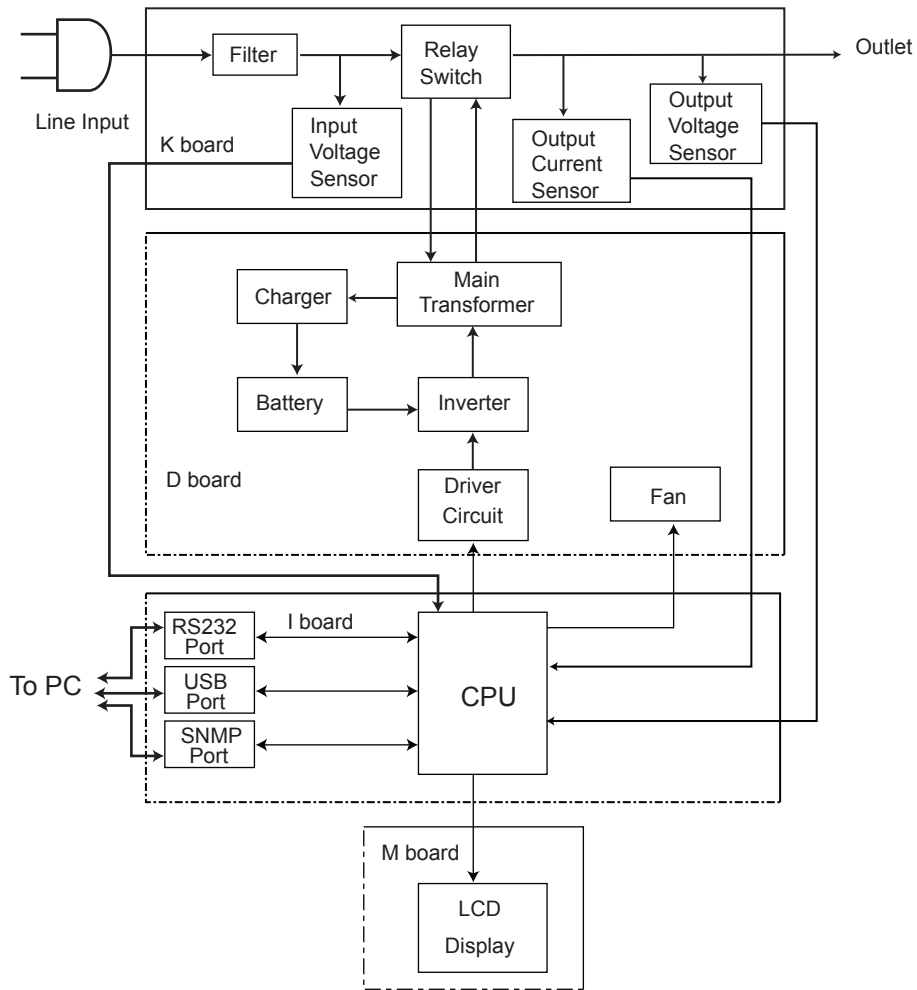 Filter
Relay
Switch
Outlet
Line Input
K board
Input
Voltage
Sensor
Output
Current
Sensor
Output
Voltage
Sensor
Charger
Main
Transformer
Battery
Inverter
D board
Driver
Circuit
Fan
RS232
Port
I board
To PC
USB
Port
CPU
SNMP
Port
M board
LCD
Display